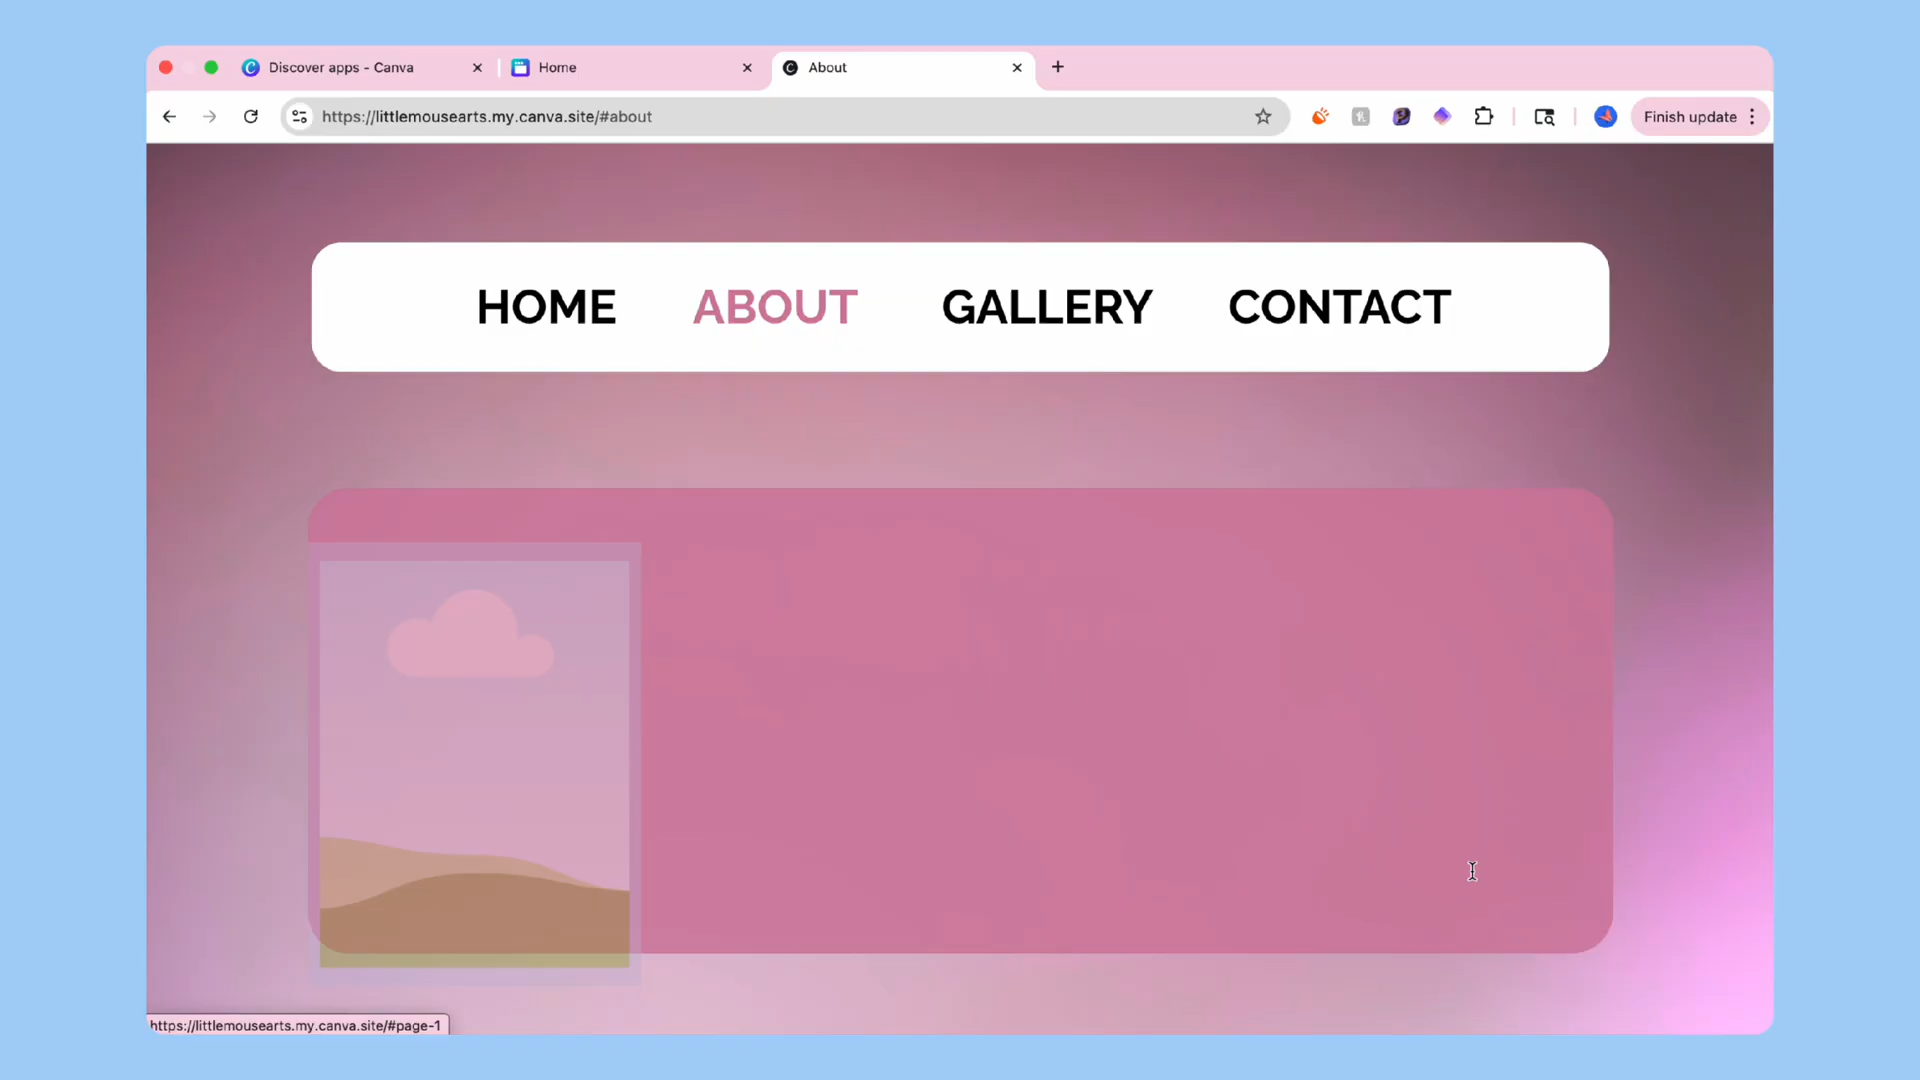 Discover apps - Canva
Home
About
https://littlemousearts.my.canva.site/#about
Finish update
HOME ABOUT GALLERY CONTACT
https://littlemousearts.my.canva.site/#page-1